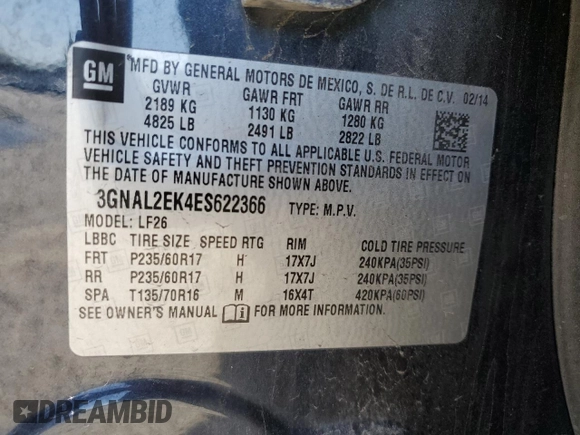 GM
MFD BY GENERAL MOTORS DE MEXICO, S. DE R.L. DE C.V. 02/14
GVWR GAWR FRT GAWR RR
2189 KG 1130 KG 1280 KG
4825 LB 2491 LB 2822 LB
THIS VEHICLE CONFORMS TO ALL APPLICABLE U.S. FEDERAL MOTOR
VEHICLE SAFETY AND THEFT PREVENTION STANDARDS IN EFFECT ON
THE DATE OF MANUFACTURE SHOWN ABOVE.
3GNAL2EK4ES622366 TYPE: M.P.V.
MODEL: LF26
LBBC TIRE SIZE SPEED RTG RIM COLD TIRE PRESSURE
FRT P235/60R17 H 17X7J 240KPA(35PSI)
RR P235/60R17 H 17X7J 240KPA(35PSI)
SPA T135/70R16 M 16X4T 420KPA(60PSI)
SEE OWNER'S MANUAL i FOR MORE INFORMATION.
DREAMBID